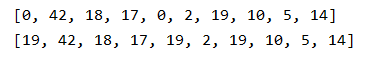 [0, 42, 18, 17, 0, 2, 19, 10, 5, 14]
[19, 42, 18, 17, 19, 2, 19, 10, 5, 14]